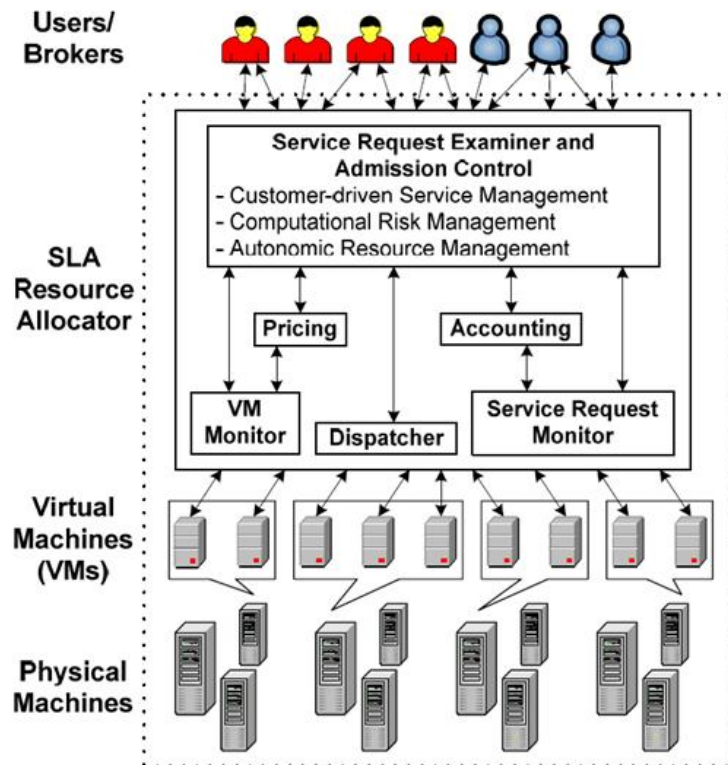 Users/
Brokers
Service Request Examiner and
Admission Control
- Customer-driven Service Management
- Computational Risk Management
- Autonomic Resource Management
SLA
Resource
Allocator
Pricing
Accounting
VM
Monitor
Dispatcher
Service Request
Monitor
Virtual
Machines
(VMs)
Physical
Machines